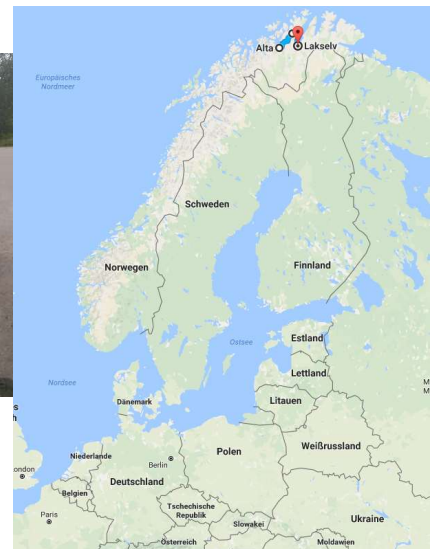 Europäisches
Nordmeer
Alta
Lakselv
Schweden
Norwegen
Finnland
Ostsee
Estland
Lettland
Nordsee
Dänemark
Litauen
M
M
s
h
Niederlande
Berlin
Polen
Weißrussland
ondon
Belgien
Deutschland
Tschechische
Republik
Paris
Slowakei
Ukraine
Österreich
Moldawien